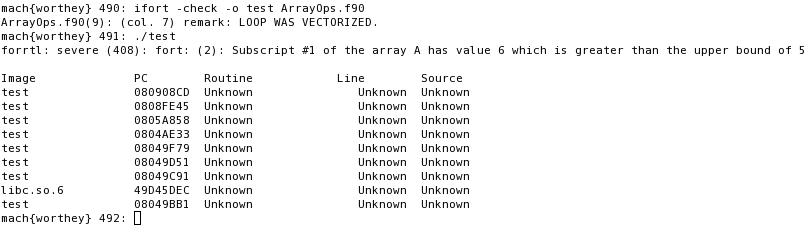 mach{worthey} 490: ifort -check -o test ArrayOps.f90
ArrayOps.f90(9): (col. 7) remark: LOOP WAS VECTORIZED.
mach{worthey} 491: ./test
forrtl: severe (408): fort: (2): Subscript #1 of the array A has value 6 which is greater than the upper bound of 5
Image PC Routine Line Source
test 080908CD Unknown Unknown Unknown
test 0808FE45 Unknown Unknown Unknown
test 0805A858 Unknown Unknown Unknown
test 0804AE33 Unknown Unknown Unknown
test 08049F79 Unknown Unknown Unknown
test 08049D51 Unknown Unknown Unknown
test 08049C91 Unknown Unknown Unknown
libc.so.6 49D45DEC Unknown Unknown Unknown
test 08049BB1 Unknown Unknown Unknown
mach{worthey} 492: